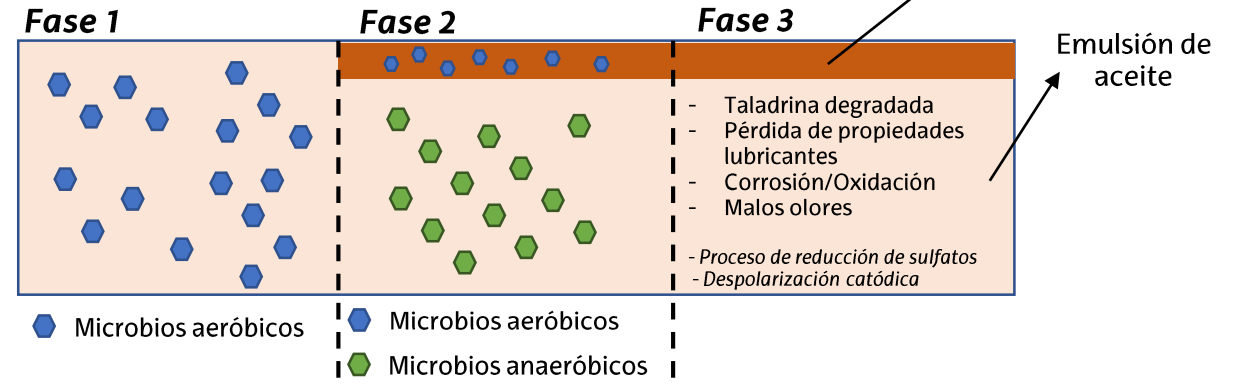 Fase 1
Fase 2
Fase 3
Emulsión de
aceite
- Taladrina degradada
- Pérdida de propiedades
lubricantes
- Corrosión/Oxidación
- Malos olores
- Proceso de reducción de sulfatos
- Despolarización catódica
Microbios aeróbicos
Microbios aeróbicos
Microbios anaeróbicos